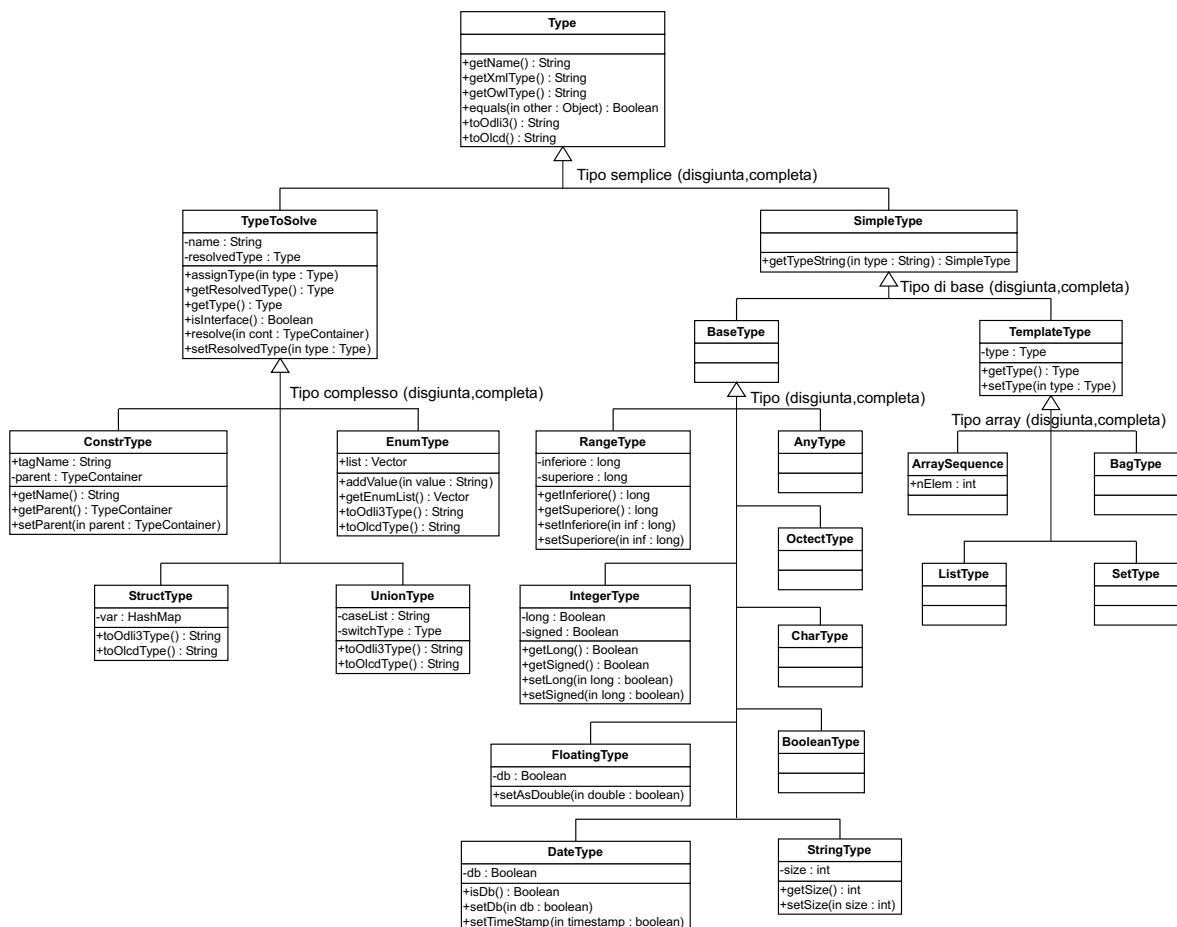 Type
+getName() : String
+getXmlType() : String
+getOwlType() : String
+equals(in other : Object) : Boolean
+toOdli3() : String
+toOlcd() : String
Tipo semplice (disgiunta,completa)
TypeToSolve
-name : String
-resolvedType : Type
+assignType(in type : Type)
+getResolvedType() : Type
+getType() : Type
+isInterface() : Boolean
+resolve(in cont : TypeContainer)
+setResolvedType(in type : Type)
SimpleType
+getTypeString(in type : String) : SimpleType
Tipo di base (disgiunta,completa)
BaseType
TemplateType
-type : Type
+getType() : Type
+setType(in type : Type)
Tipo complesso (disgiunta,completa)
Tipo (disgiunta,completa)
Tipo array (disgiunta,completa)
ConstrType
+tagName : String
-parent : TypeContainer
+getName() : String
+getParent() : TypeContainer
+setParent(in parent : TypeContainer)
EnumType
+list : Vector
+addValue(in value : String)
+getEnumList() : Vector
+toOdli3Type() : String
+toOlcdType() : String
RangeType
-inferiore : long
-superiore : long
+getInferiore() : long
+getSuperiore() : long
+setInferiore(in inf : long)
+setSuperiore(in inf : long)
AnyType
ArraySequence
+nElem : int
BagType
OctectType
ListType
SetType
StructType
-var : HashMap
+toOdli3Type() : String
+toOlcdType() : String
UnionType
-caseList : String
-switchType : Type
+toOdli3Type() : String
+toOlcdType() : String
IntegerType
-long : Boolean
-signed : Boolean
+getLong() : Boolean
+getSigned() : Boolean
+setLong(in long : boolean)
+setSigned(in long : boolean)
CharType
FloatingType
-db : Boolean
+setAsDouble(in double : boolean)
BooleanType
DateType
-db : Boolean
+isDb() : Boolean
+setDb(in db : boolean)
+setTimeStamp(in timestamp : boolean)
StringType
-size : int
+getSize() : int
+setSize(in size : int)